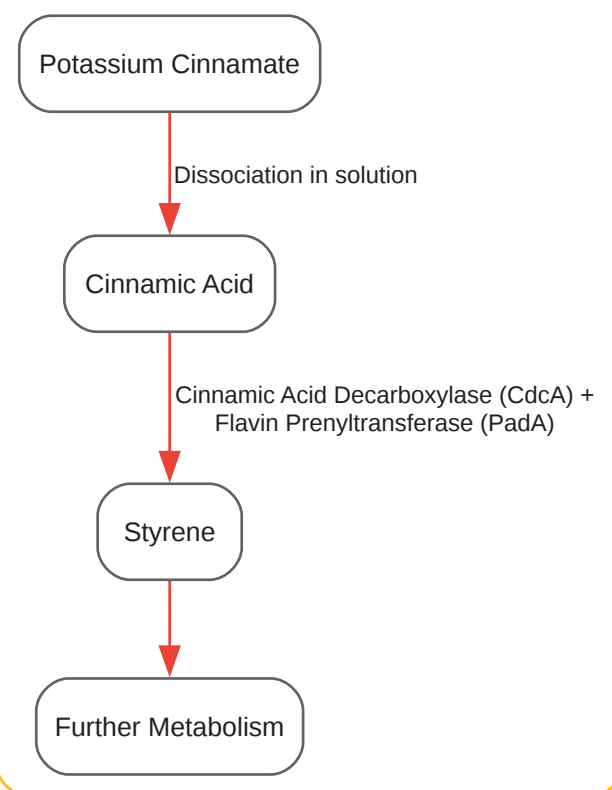 Potassium Cinnamate
Dissociation in solution
Cinnamic Acid
Cinnamic Acid Decarboxylase (CdcA) +
Flavin Prenyltransferase (PadA)
Styrene
Further Metabolism